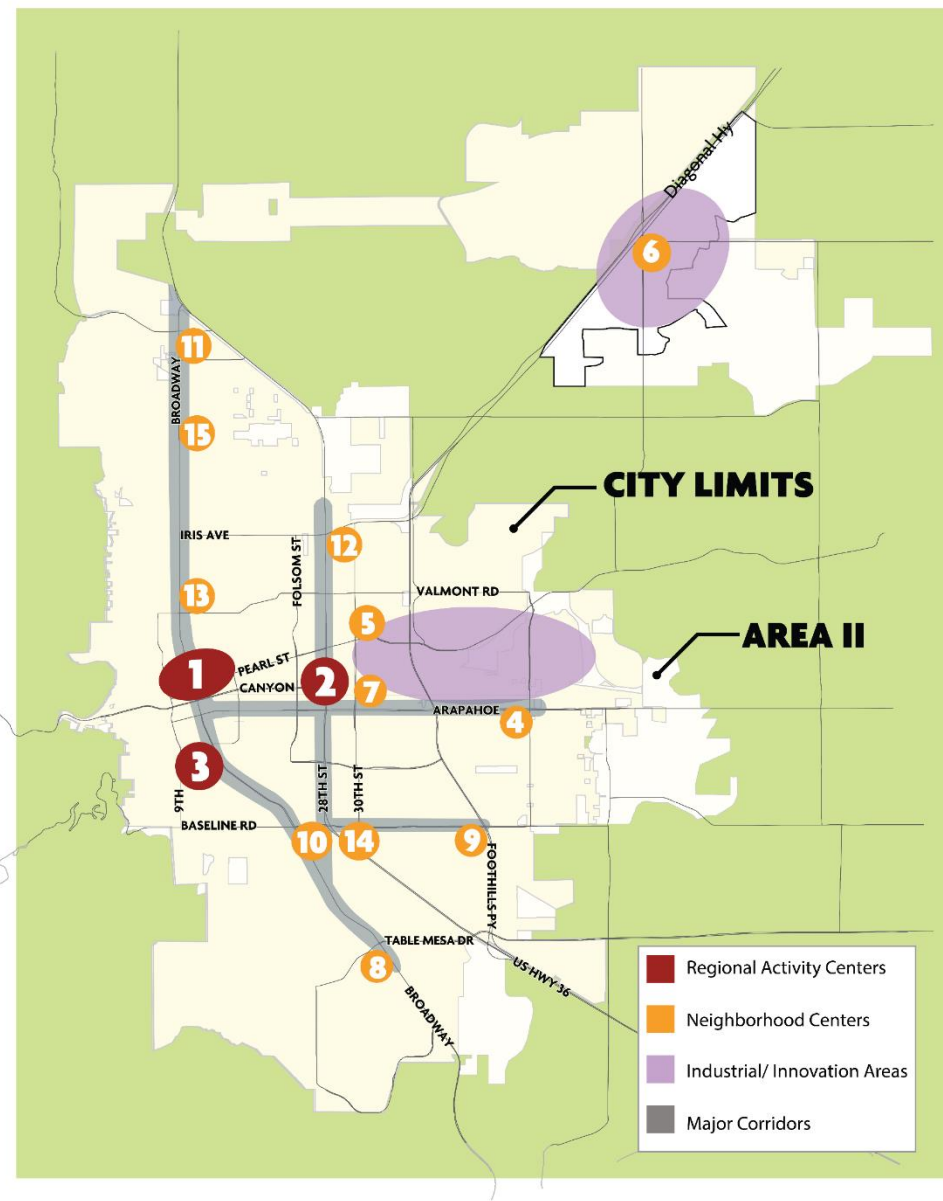 Diagonal Hy
6
11
BROADWAY
15
CITY LIMITS
IRIS AVE
FOLSOM ST
12
VALMONT RD
13
5
AREA II
1
PEARL ST
2
CANYON
7
ARAPAHOE
4
3
9TH
28TH ST
30TH ST
BASELINE RD
10
14
9
FOOTHILLS PY
TABLE MESA DR
8
US HWY 36
BROADWAY
Regional Activity Centers
Neighborhood Centers
Industrial/ Innovation Areas
Major Corridors